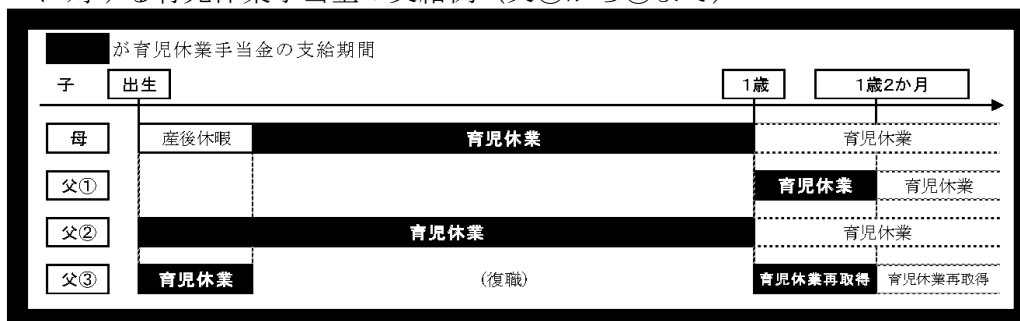 が育児休業手当金の支給期間
子 出生 1歳 1歳2か月
母 産後休暇 育児休業 育児休業
父① 育児休業 育児休業
父② 育児休業 育児休業
父③ 育児休業 (復職) 育児休業再取得 育児休業再取得